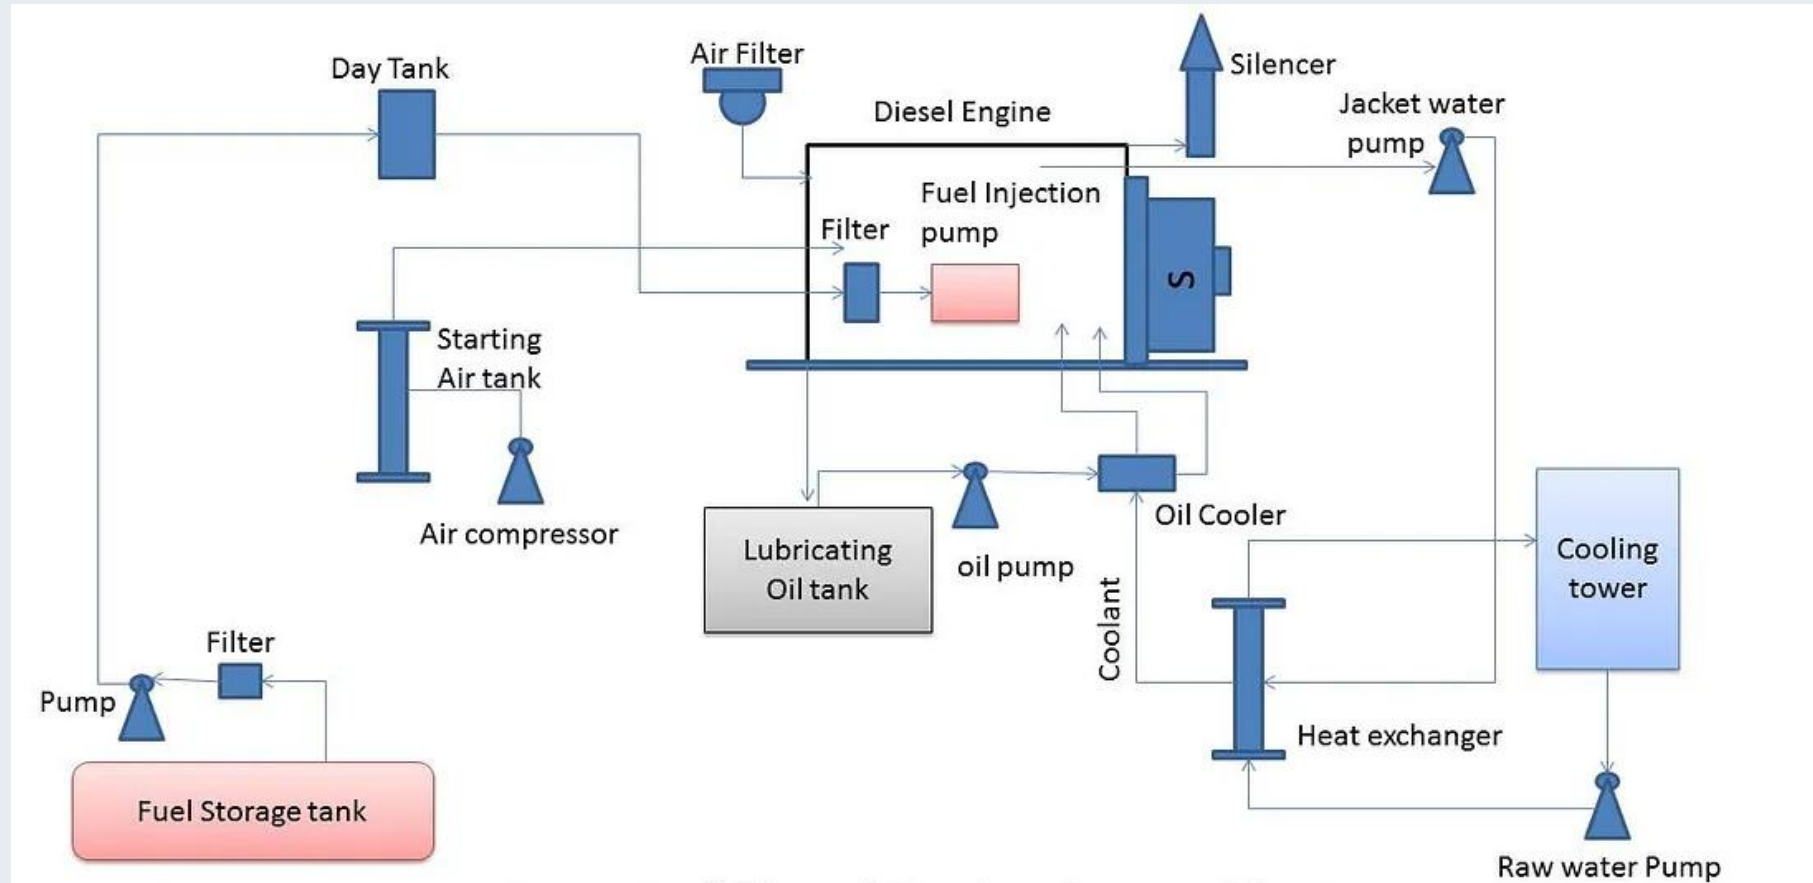 Day Tank
Air Filter
Silencer
Diesel Engine
Jacket water
pump
Fuel Injection
pump
Filter
S
Starting
Air tank
Air compressor
Lubricating
Oil tank
oil pump
Oil Cooler
Coolant
Cooling
tower
Filter
Pump
Heat exchanger
Fuel Storage tank
Raw water Pump